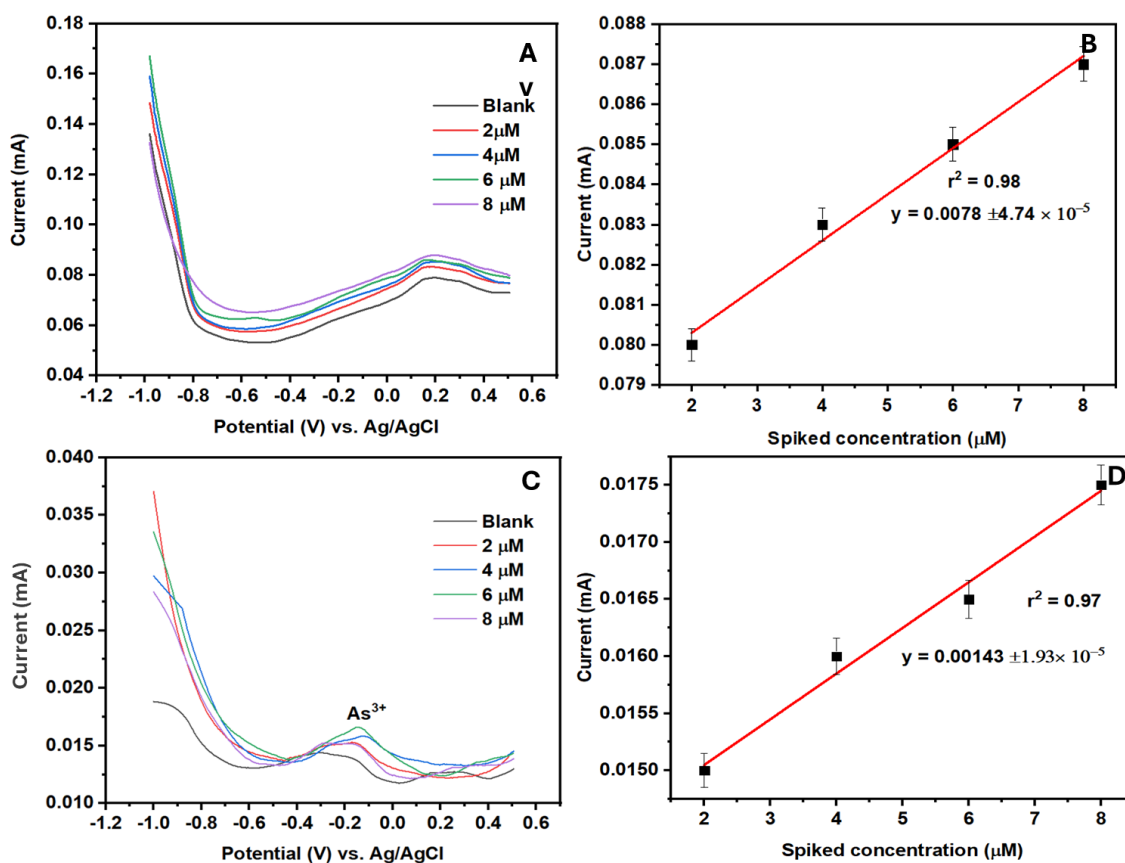 A
v
Blank
2μM
4μM
6 μM
8 μM
0.18
0.16
0.14
0.12
0.10
0.08
0.06
0.04
Current (mA)
-1.2 -1.0 -0.8 -0.6 -0.4 -0.2 0.0 0.2 0.4 0.6
Potential (V) vs. Ag/AgCl
B
0.088
0.087
0.086
0.085
0.084
0.083
0.082
0.081
0.080
0.079
Current (mA)
r² = 0.98
y = 0.0078 ±4.74 × 10⁻⁵
2 3 4 5 6 7 8
Spiked concentration (μM)
C
Blank
2 μM
4 μM
6 μM
8 μM
As³⁺
0.040
0.035
0.030
0.025
0.020
0.015
0.010
Current (mA)
-1.2 -1.0 -0.8 -0.6 -0.4 -0.2 0.0 0.2 0.4 0.6
Potential (V) vs. Ag/AgCl
D
0.0175
0.0170
0.0165
0.0160
0.0155
0.0150
Current (mA)
r² = 0.97
y = 0.00143 ±1.93× 10⁻⁵
2 3 4 5 6 7 8
Spiked concentration (μM)